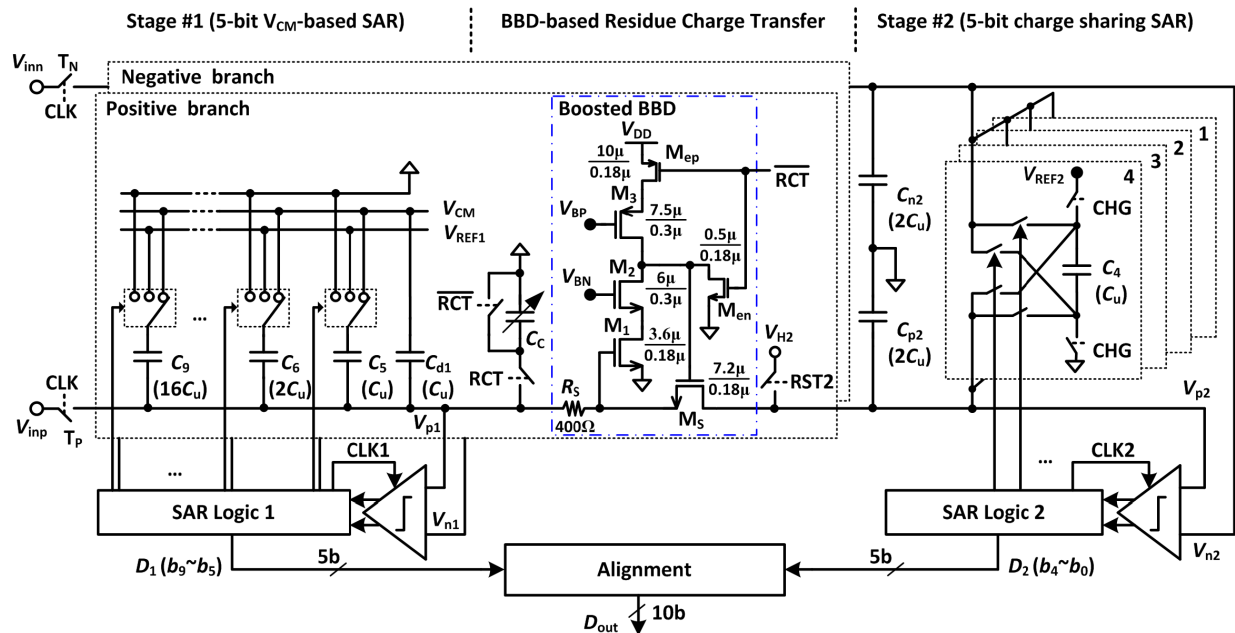 Stage #1 (5-bit VCM-based SAR)
BBD-based Residue Charge Transfer
Stage #2 (5-bit charge sharing SAR)
Vinn
TN
CLK
Negative branch
Positive branch
Boosted BBD
VDD
10μ
0.18μ
Mep
RCT
M3
VBP
7.5μ
0.3μ
VCM
VREF1
0.5μ
0.18μ
Men
VBN
M2
6μ
0.3μ
RCT
CC
M1
3.6μ
0.18μ
RCT
...
C9
(16Cu)
C6
(2Cu)
C5
(Cu)
Cd1
(Cu)
CLK
Vinp
TP
Vp1
RS
400Ω
MS
7.2μ
0.18μ
VH2
RST2
Cn2
(2Cu)
Cp2
(2Cu)
1
2
3
4
VREF2
CHG
C4
(Cu)
CHG
Vp2
...
CLK1
SAR Logic 1
Vn1
D1 (b9~b5)
5b
Alignment
10b
Dout
...
CLK2
SAR Logic 2
Vn2
5b
D2 (b4~b0)